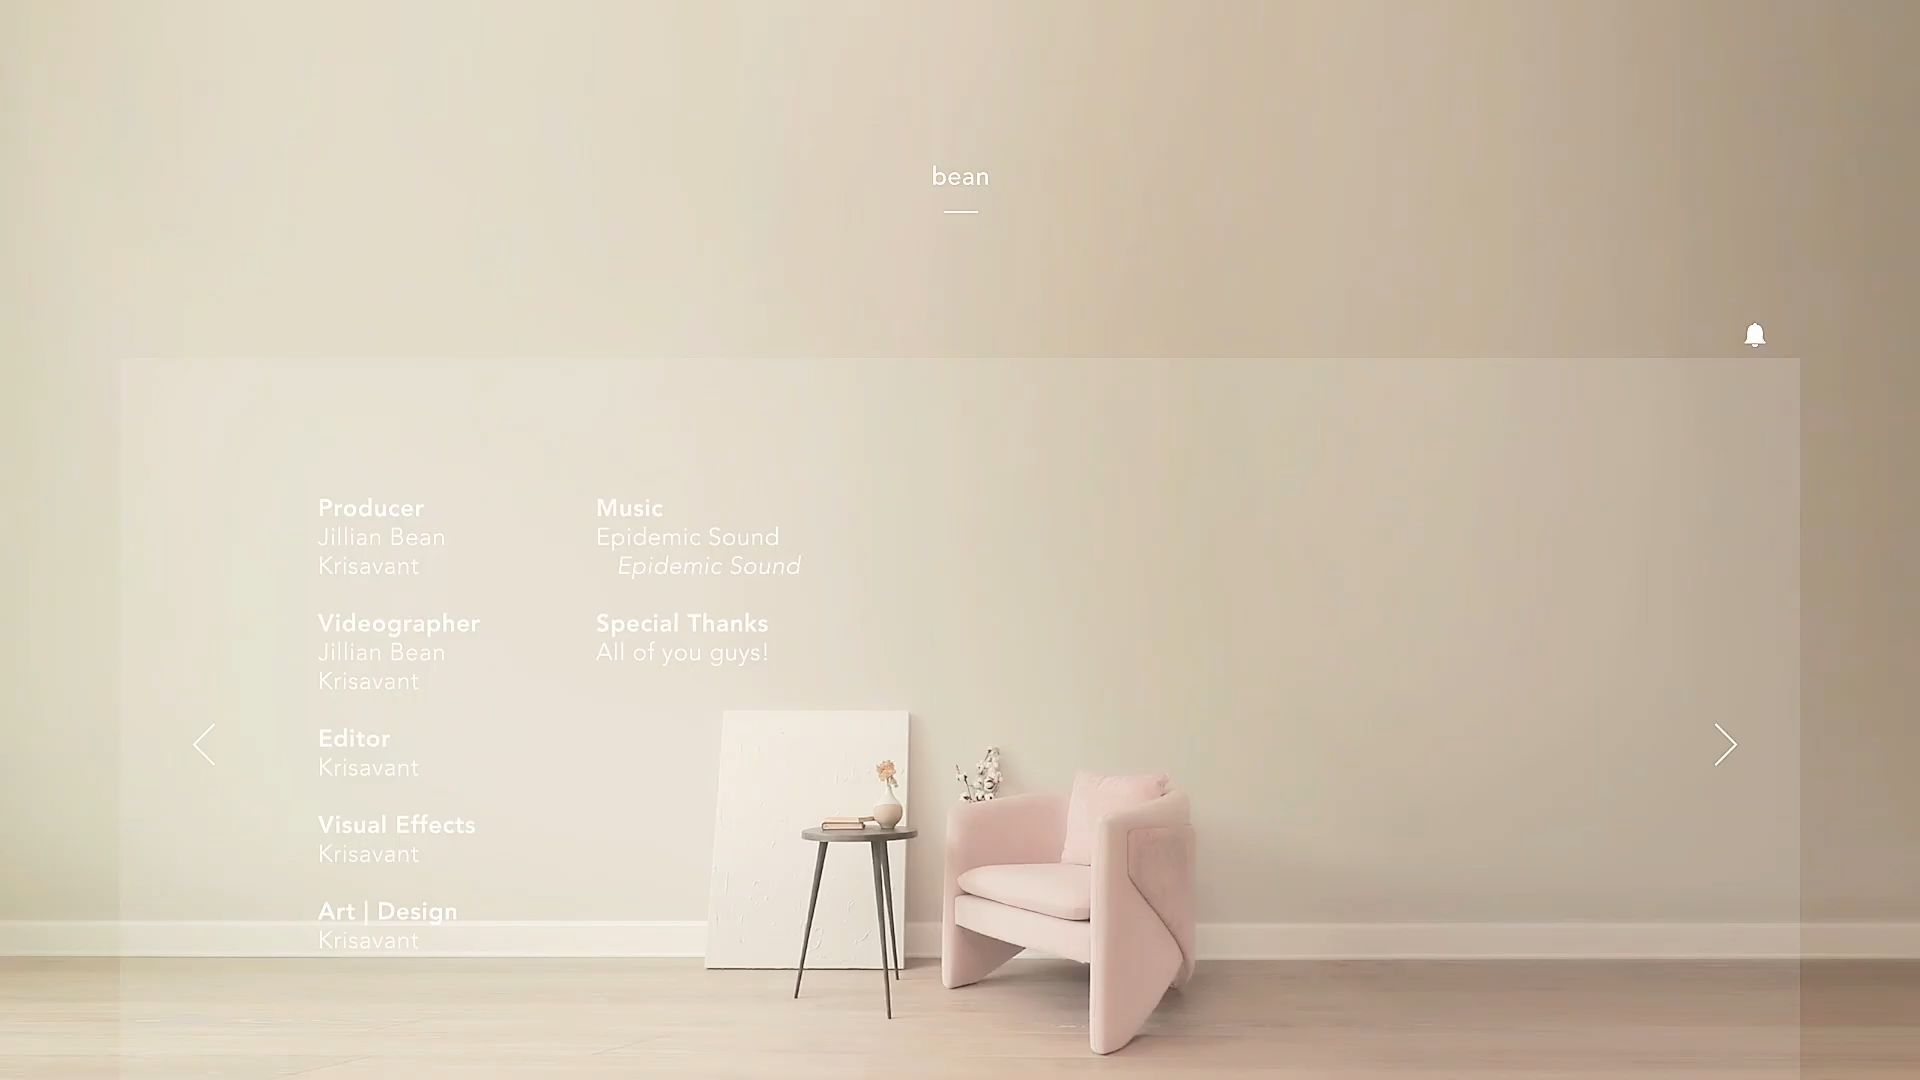 bean
Producer
Jillian Bean
Krisavant
Videographer
Jillian Bean
Krisavant
Editor
Krisavant
Visual Effects
Krisavant
Art | Design
Krisavant
Music
Epidemic Sound
Epidemic Sound
Special Thanks
All of you guys!